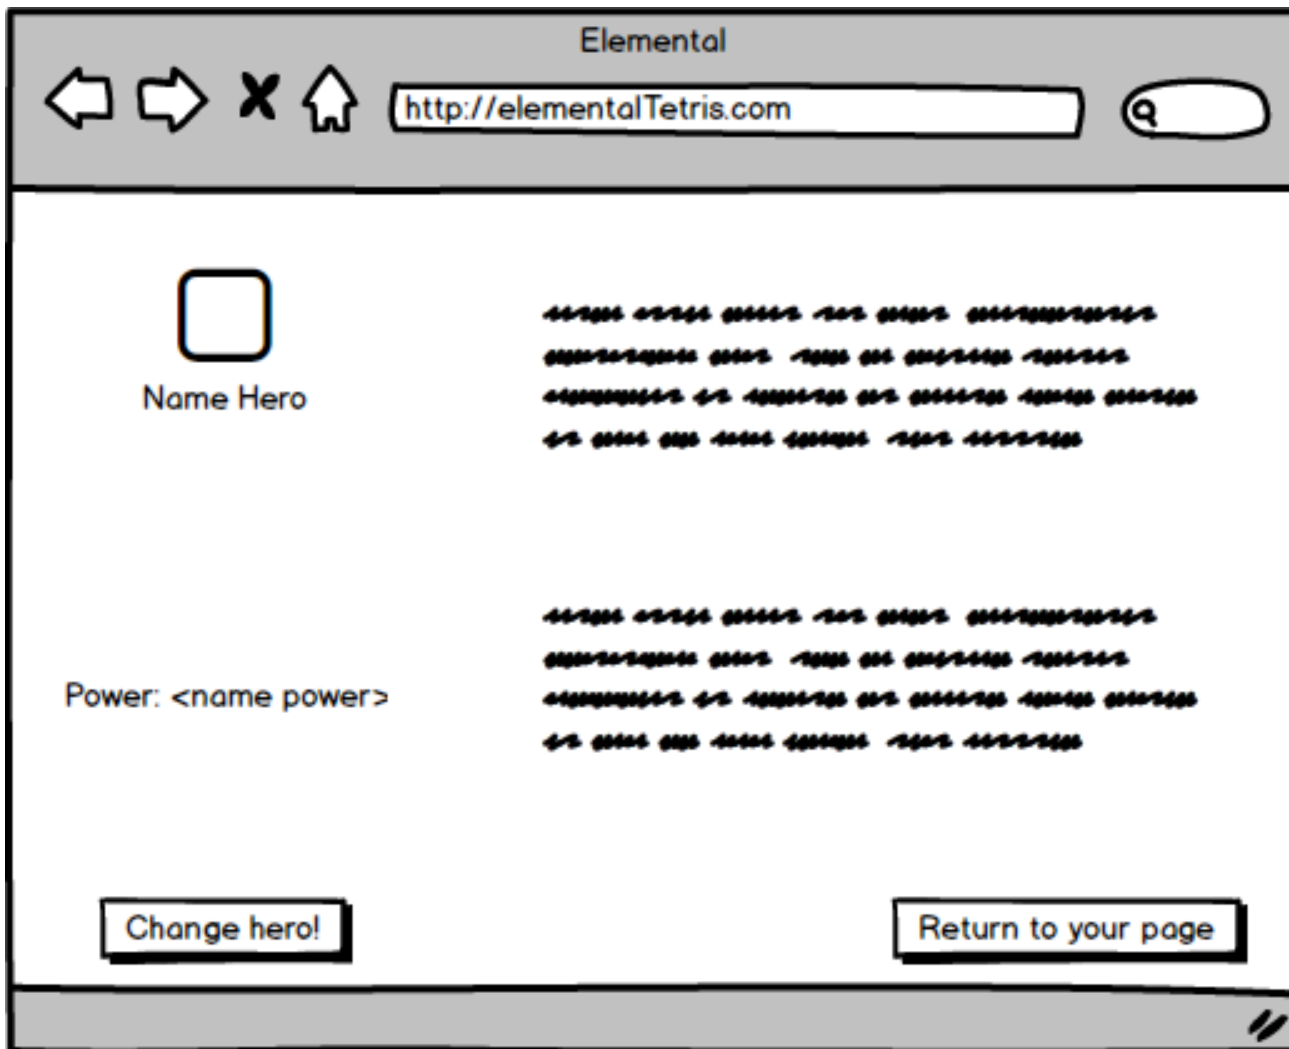 Elemental
http://elementalTetris.com
Name Hero
Power: <name power>
Change hero!
Return to your page